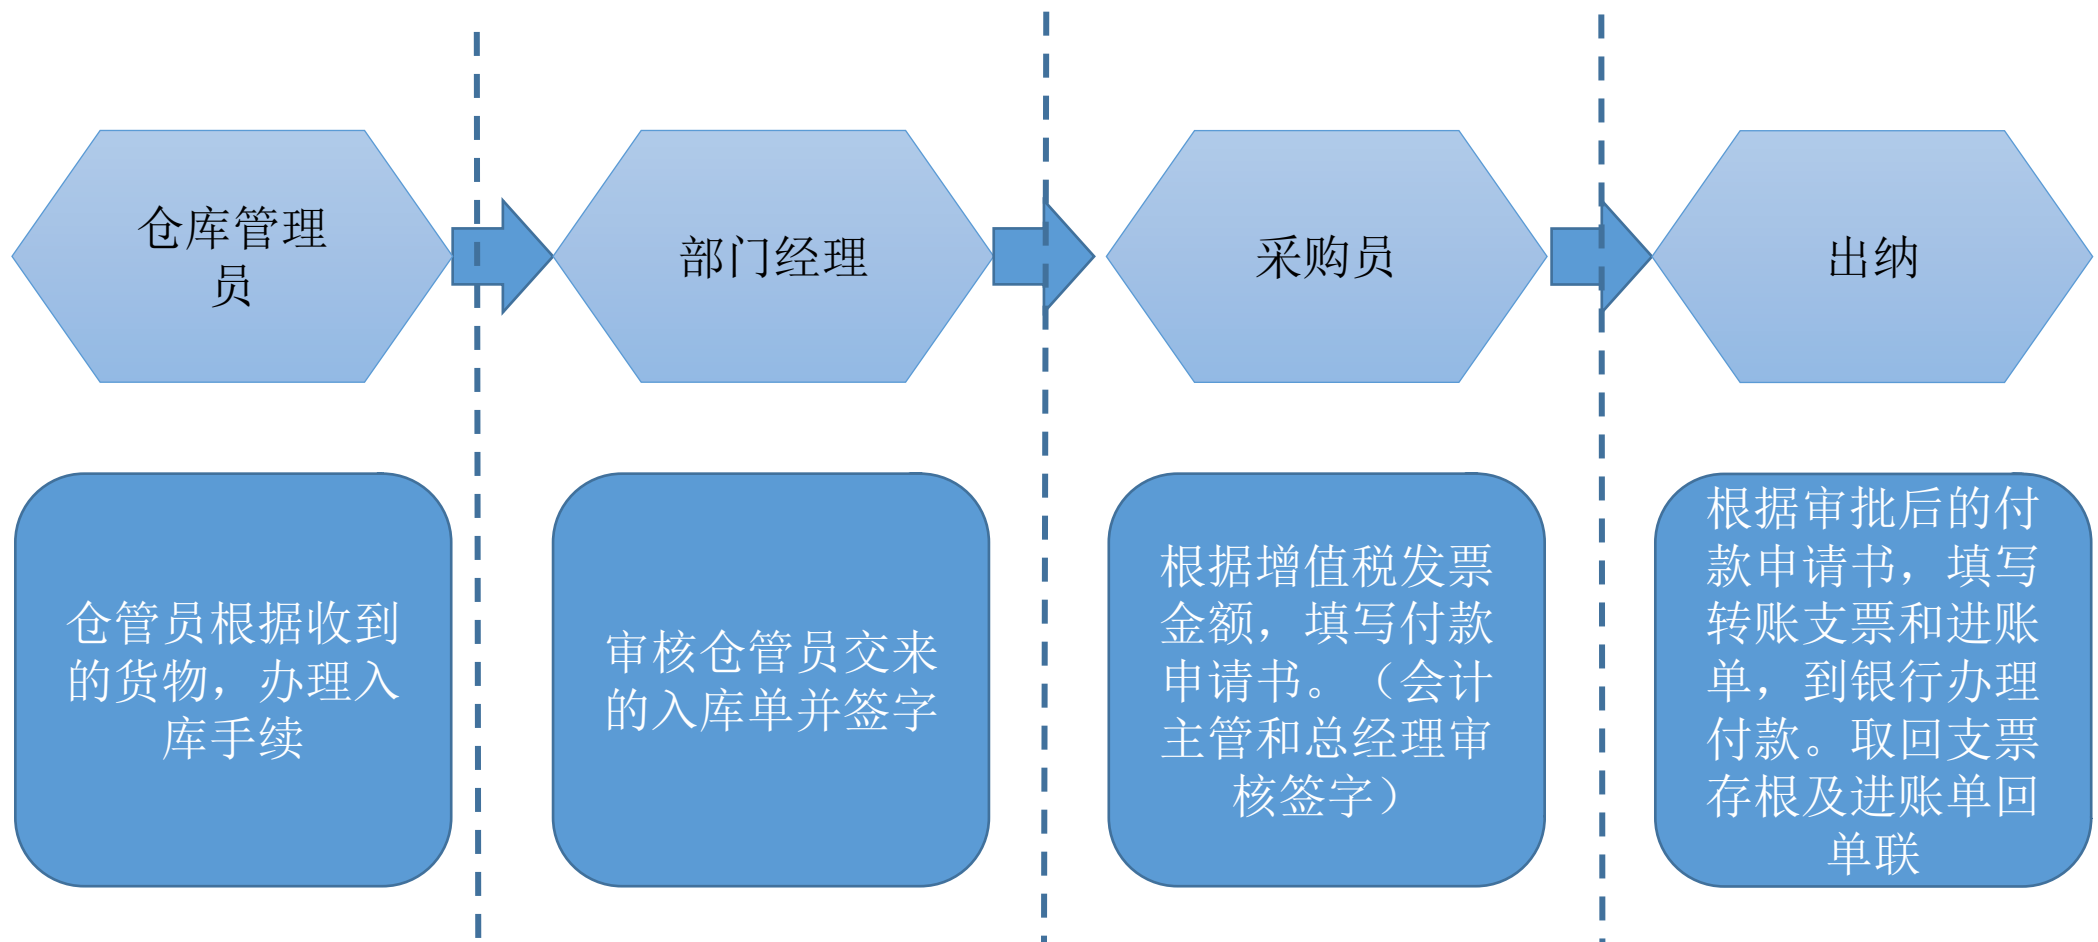 仓库管理
员
部门经理
采购员
出纳
仓管员根据收到
的货物，办理入
库手续
审核仓管员交来
的入库单并签字
根据增值税发票
金额，填写付款
申请书。（会计
主管和总经理审
核签字）
根据审批后的付
款申请书，填写
转账支票和进账
单，到银行办理
付款。取回支票
存根及进账单回
单联